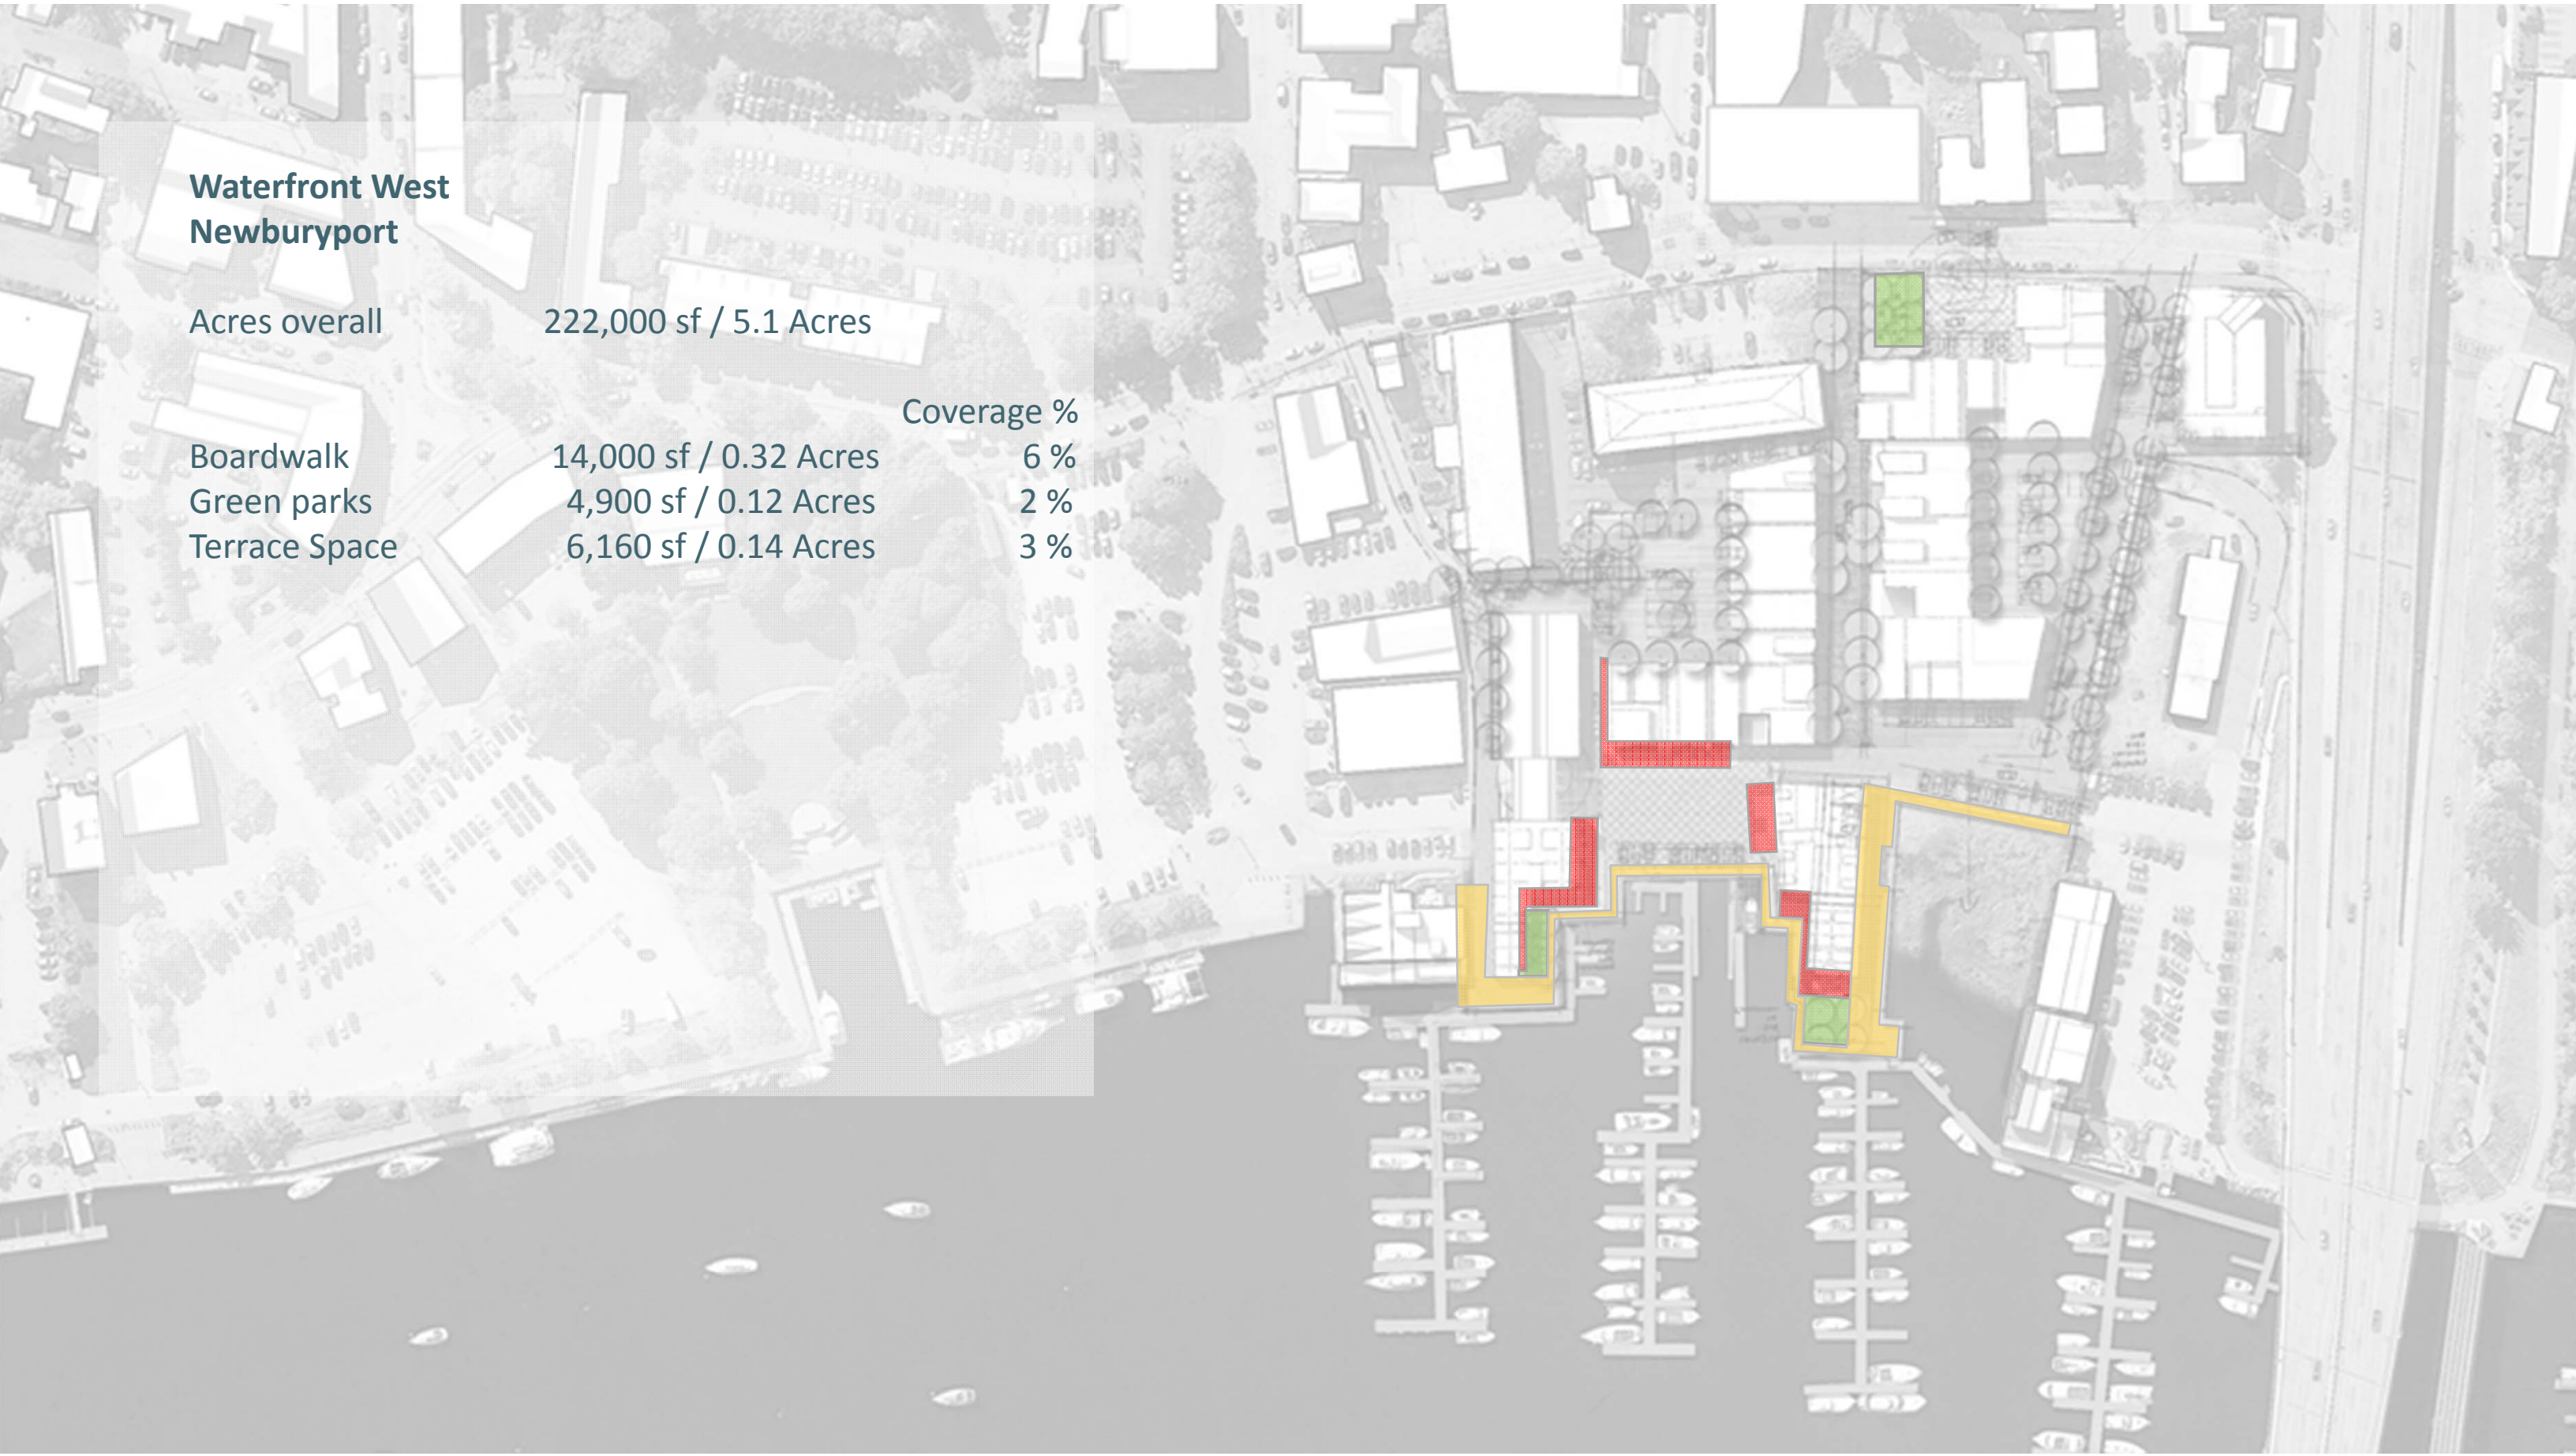 Waterfront West
Newburyport
Acres overall 222,000 sf / 5.1 Acres
Coverage %
Boardwalk 14,000 sf / 0.32 Acres 6 %
Green parks 4,900 sf / 0.12 Acres 2 %
Terrace Space 6,160 sf / 0.14 Acres 3 %